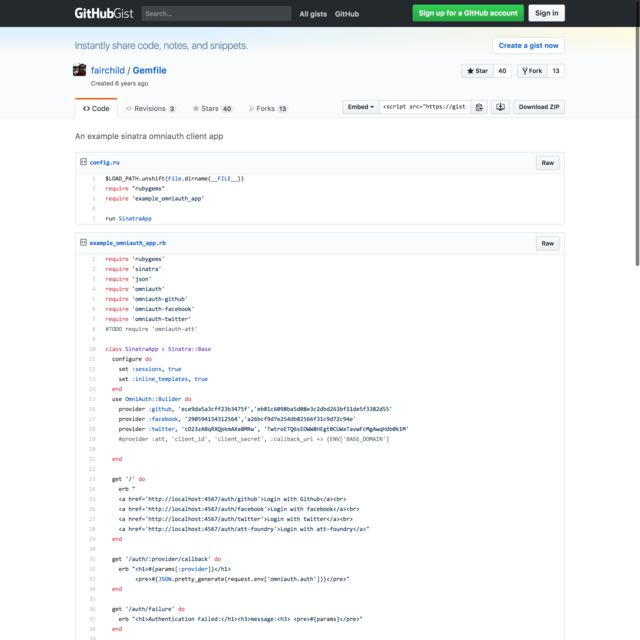 GitHubGist Search... All gists GitHub Sign up for a GitHub account Sign in
Instantly share code, notes, and snippets. Create a gist now
fairchild / Gemfile Star 40 Fork 13
Created 6 years ago
Code Revisions 3 Stars 40 Forks 13 Embed <script src="https://gist Download ZIP
An example sinatra omniauth client app
config.ru Raw
1 $LOAD_PATH.unshift(File.dirname(__FILE__))
2 require "rubygems"
3 require 'example_omniauth_app'
4
5 run SinatraApp
example_omniauth_app.rb Raw
1 require 'rubygems'
2 require 'sinatra'
3 require 'json'
4 require 'omniauth'
5 require 'omniauth-github'
6 require 'omniauth-facebook'
7 require 'omniauth-twitter'
8 #TODO require 'omniauth-att'
9
10 class SinatraApp < Sinatra::Base
11 configure do
12 set :sessions, true
13 set :inline_templates, true
14 end
15 use OmniAuth::Builder do
16 provider :github,
17 provider :facebook, '290594154312564',
18 provider :twitter,
19 #provider :att, 'client_id', 'client_secret', :callback_url => (ENV['BASE_DOMAIN']
20
21 end
22
23 get '/' do
24 erb "
25 <a href='http://localhost:4567/auth/github'>Login with Github</a><br>
26 <a href='http://localhost:4567/auth/facebook'>Login with facebook</a><br>
27 <a href='http://localhost:4567/auth/twitter'>Login with twitter</a><br>
28 <a href='http://localhost:4567/auth/att-foundry'>Login with att-foundry</a>"
29 end
30
31 get '/auth/:provider/callback' do
32 erb "<h1>#{params[:provider]}</h1>
33 <pre>#{JSON.pretty_generate(request.env['omniauth.auth'])}</pre>"
34 end
35
36 get '/auth/failure' do
37 erb "<h1>Authentication Failed:</h1><h3>message:<h3> <pre>#{params}</pre>"
38 end
39